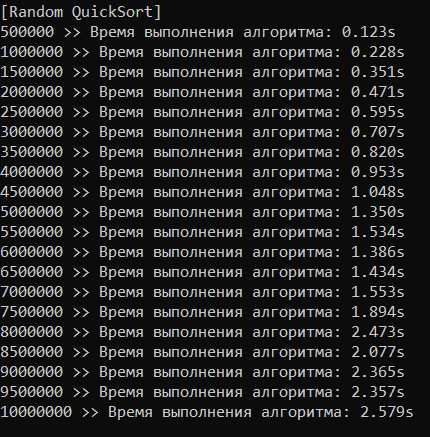 [Random QuickSort]
500000 >> Время выполнения алгоритма: 0.123s
1000000 >> Время выполнения алгоритма: 0.228s
1500000 >> Время выполнения алгоритма: 0.351s
2000000 >> Время выполнения алгоритма: 0.471s
2500000 >> Время выполнения алгоритма: 0.595s
3000000 >> Время выполнения алгоритма: 0.707s
3500000 >> Время выполнения алгоритма: 0.820s
4000000 >> Время выполнения алгоритма: 0.953s
4500000 >> Время выполнения алгоритма: 1.048s
5000000 >> Время выполнения алгоритма: 1.350s
5500000 >> Время выполнения алгоритма: 1.534s
6000000 >> Время выполнения алгоритма: 1.386s
6500000 >> Время выполнения алгоритма: 1.434s
7000000 >> Время выполнения алгоритма: 1.553s
7500000 >> Время выполнения алгоритма: 1.894s
8000000 >> Время выполнения алгоритма: 2.473s
8500000 >> Время выполнения алгоритма: 2.077s
9000000 >> Время выполнения алгоритма: 2.365s
9500000 >> Время выполнения алгоритма: 2.357s
10000000 >> Время выполнения алгоритма: 2.579s